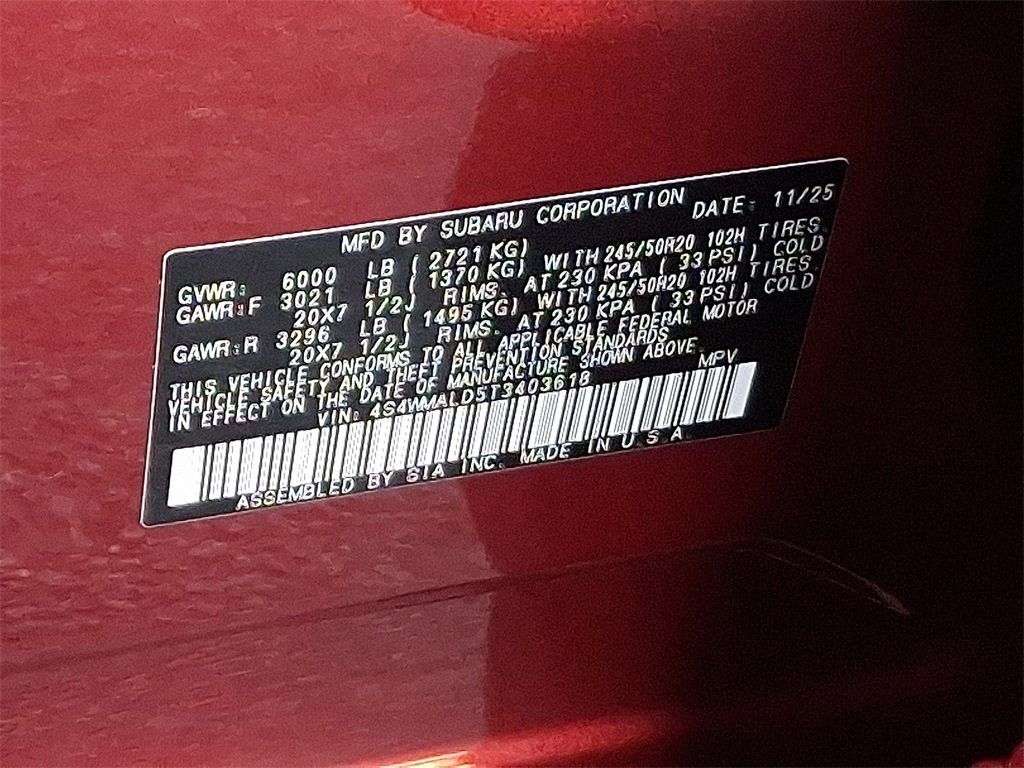 MFD BY SUBARU CORPORATION DATE: 11/25
GVWR: 6000 LB ( 2721 KG)
GAWR:F 3021 LB ( 1370 KG) WITH 245/50R20 102H TIRES.
20X7 1/2J RIMS. AT 230 KPA ( 33 PSI) COLD
GAWR:R 3296 LB ( 1495 KG) WITH 245/50R20 102H TIRES.
20X7 1/2J RIMS. AT 230 KPA ( 33 PSI) COLD
THIS VEHICLE CONFORMS TO ALL APPLICABLE FEDERAL MOTOR
VEHICLE SAFETY AND THEFT PREVENTION STANDARDS
IN EFFECT ON THE DATE OF MANUFACTURE SHOWN ABOVE.
VIN: 4S4WMALD5T3403618 MPV
ASSEMBLED BY SIA INC. MADE IN U.S.A.